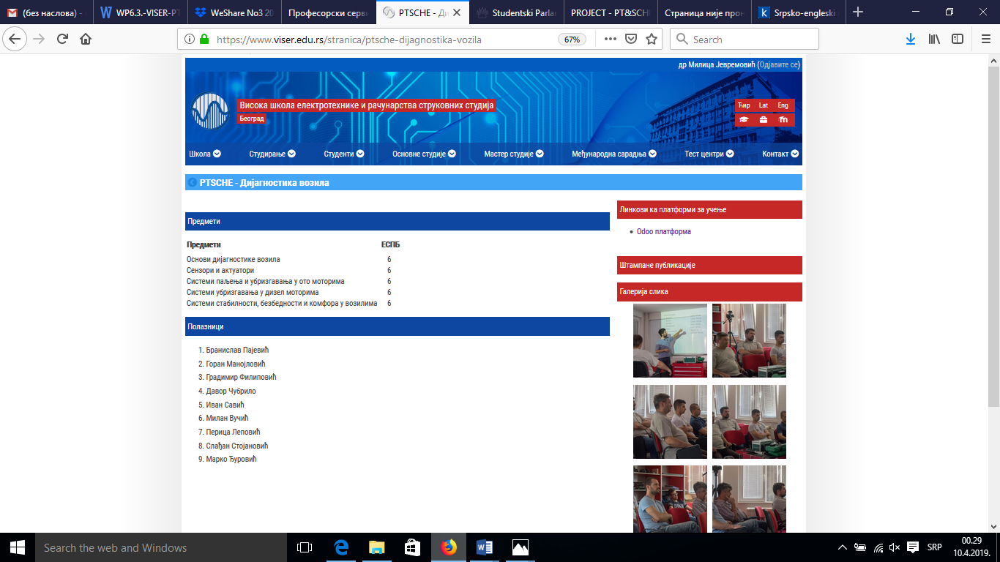 (без наслова) -
WP6.3.-VISER-PT
WeShare No3 20
Професорски серви
PTSCHE - Ди
Studentski Parla
PROJECT - PT&SCHE
Страница није прон
Srpsko-engleski
https://www.viser.edu.rs/stranica/ptsche-dijagnostika-vozila
67%
Search
др Милица Јевремовић (Одјавите се)
Висока школа електротехнике и рачунарства струковних студија
Београд
Ћир Lat Eng
Школа Студирање Студенти Основне студије Мастер студије Међународна сарадња Тест центри Контакт
PTSCHE - Дијагностика возила
Предмети
Предмети ЕСПБ
Основи дијагностике возила 6
Сензори и актуатори 6
Системи паљења и убризгавања у ото моторима 6
Системи убризгавања у дизел моторима 6
Системи стабилности, безбедности и комфора у возилима 6
Полазници
1. Бранислав Пајевић
2. Горан Манојловић
3. Градимир Филиповић
4. Давор Чубрило
5. Иван Савић
6. Милан Вучић
7. Перица Леповић
8. Слађан Стојановић
9. Марко Ђуровић
Линкови ка платформи за учење
Odoo платформа
Штампане публикације
Галерија слика
Search the web and Windows
SRP
00.29
10.4.2019.